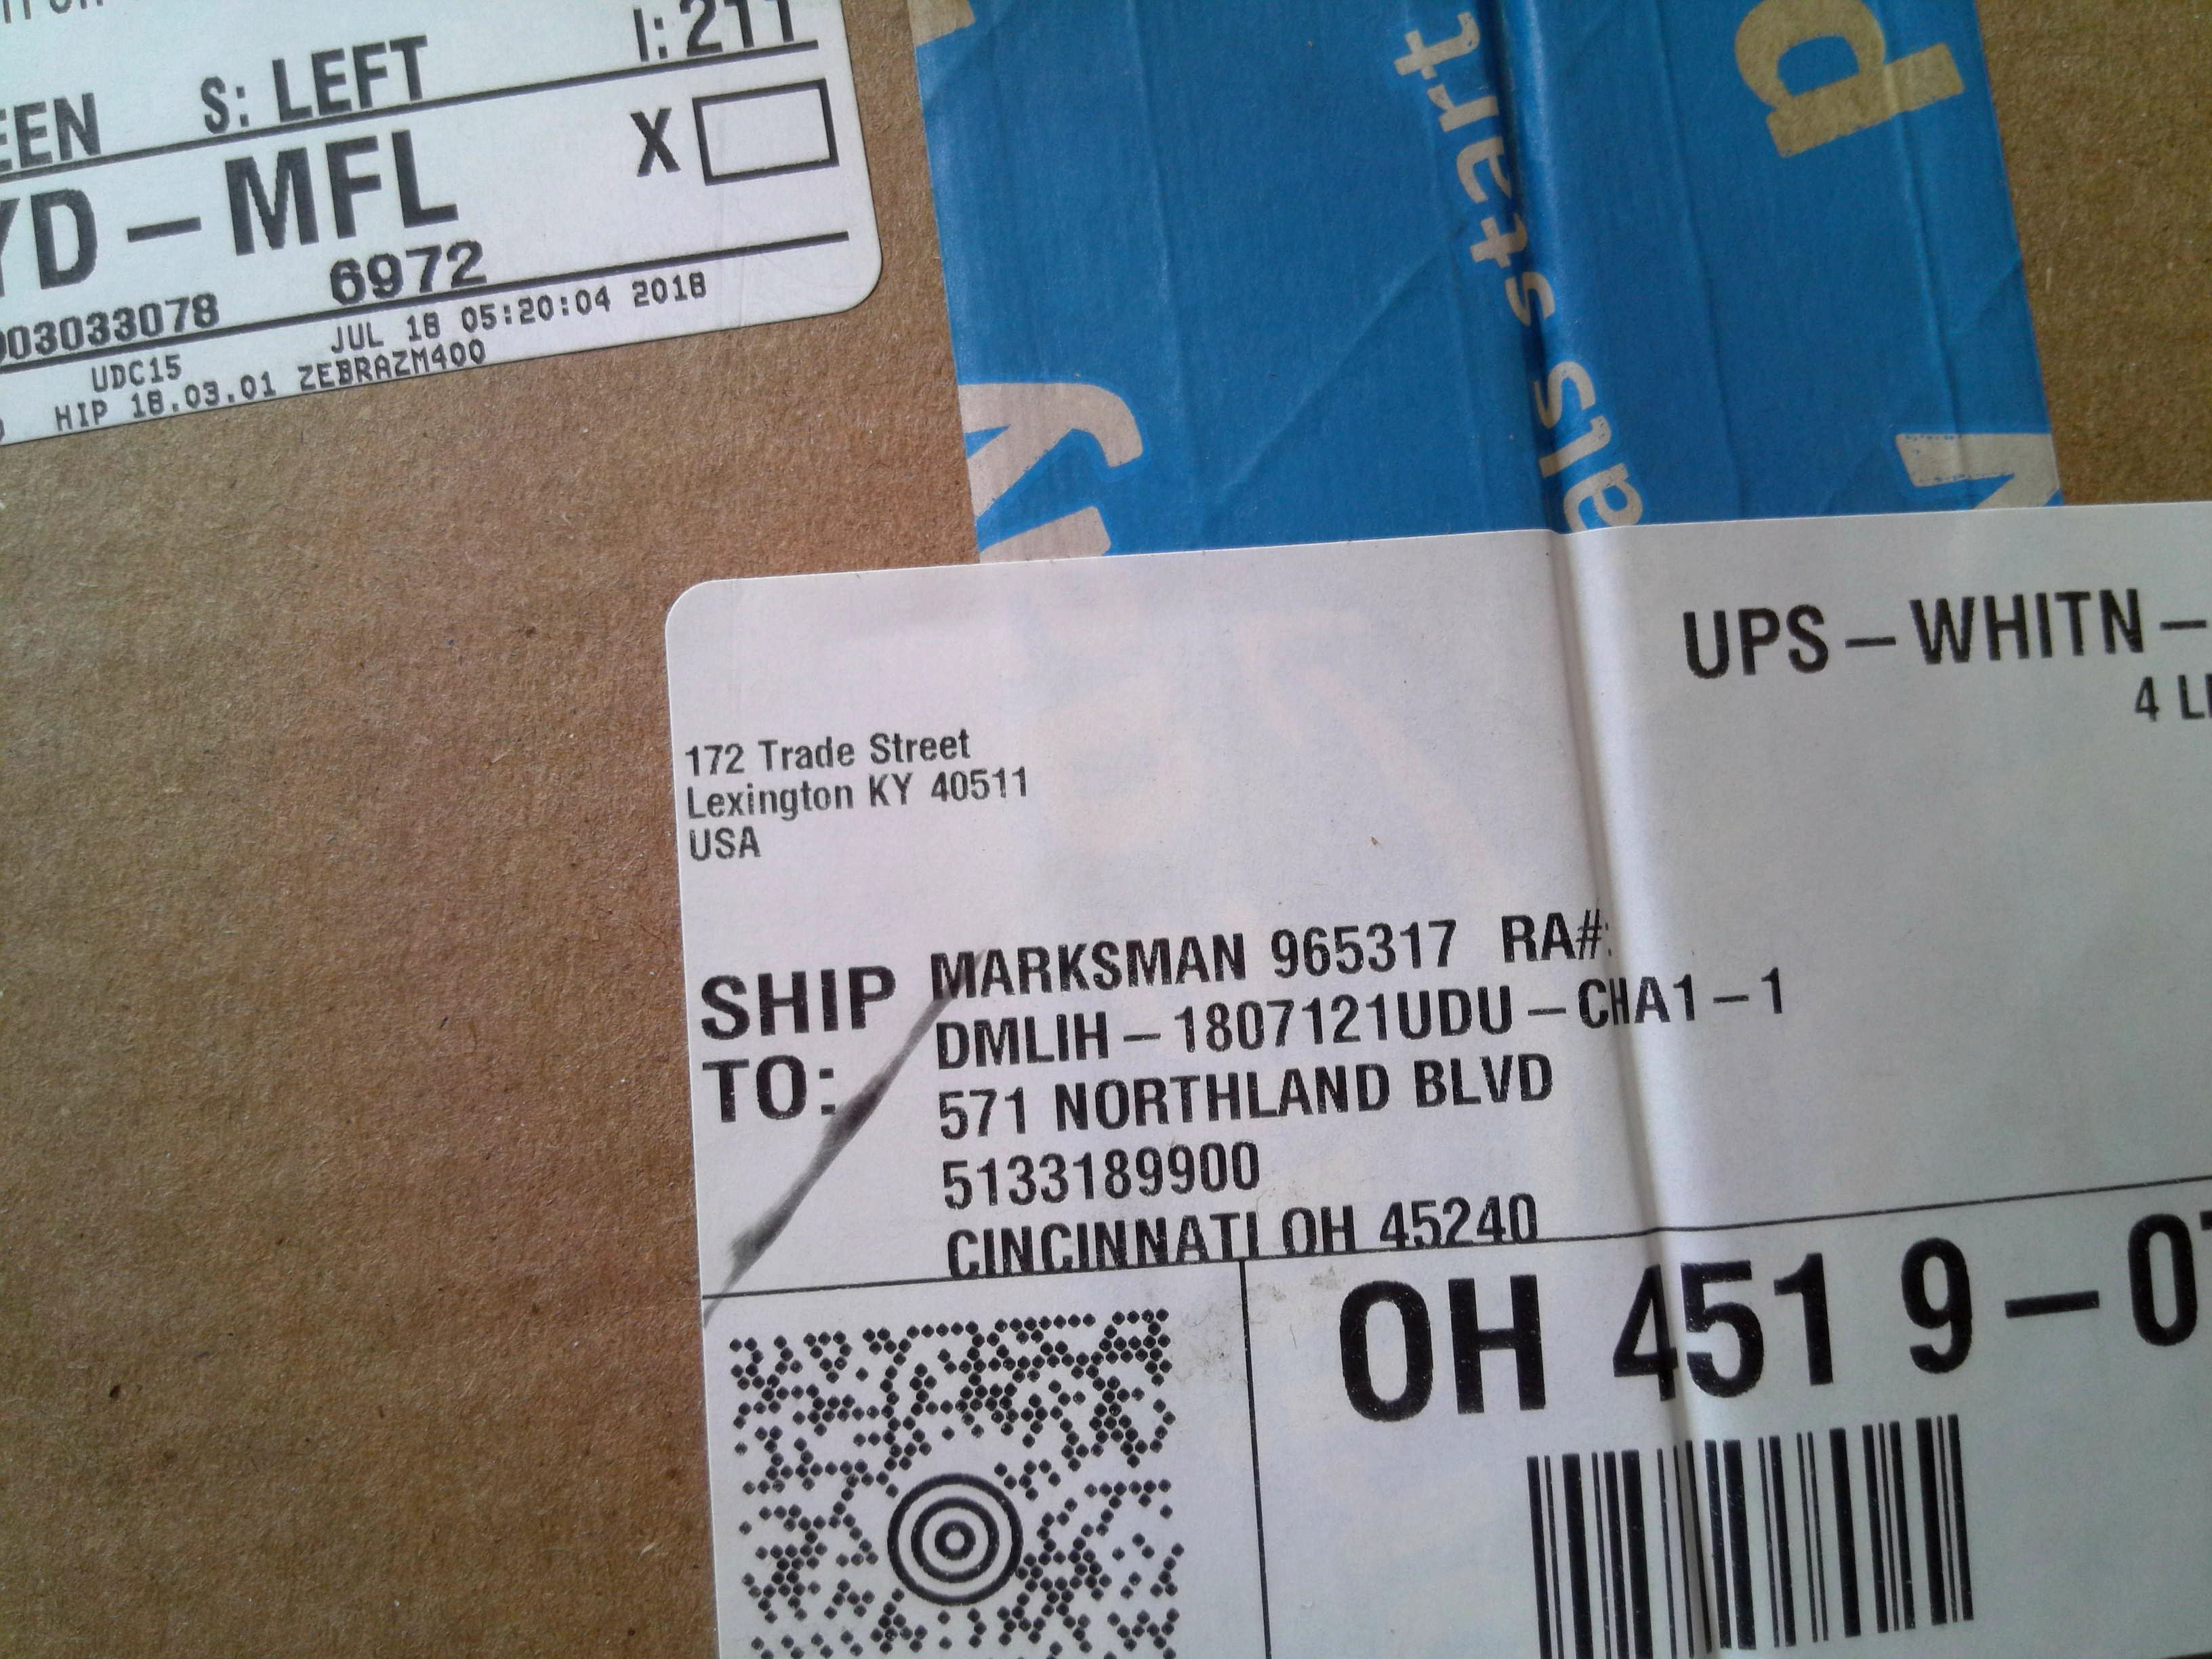 I: 211
S: LEFT
X
YD – MFL
6972
003033078
JUL 18 05:20:04 2018
UDC15
HIP 18.03.01 ZEBRAZM400
start
als
UPS – WHITN –
172 Trade Street
Lexington KY 40511
USA
SHIP TO:
MARKSMAN 965317 RA#:
DMLIH – 1807121UDU – CHA1 – 1
571 NORTHLAND BLVD
5133189900
CINCINNATI OH 45240
OH 451 9 – 0